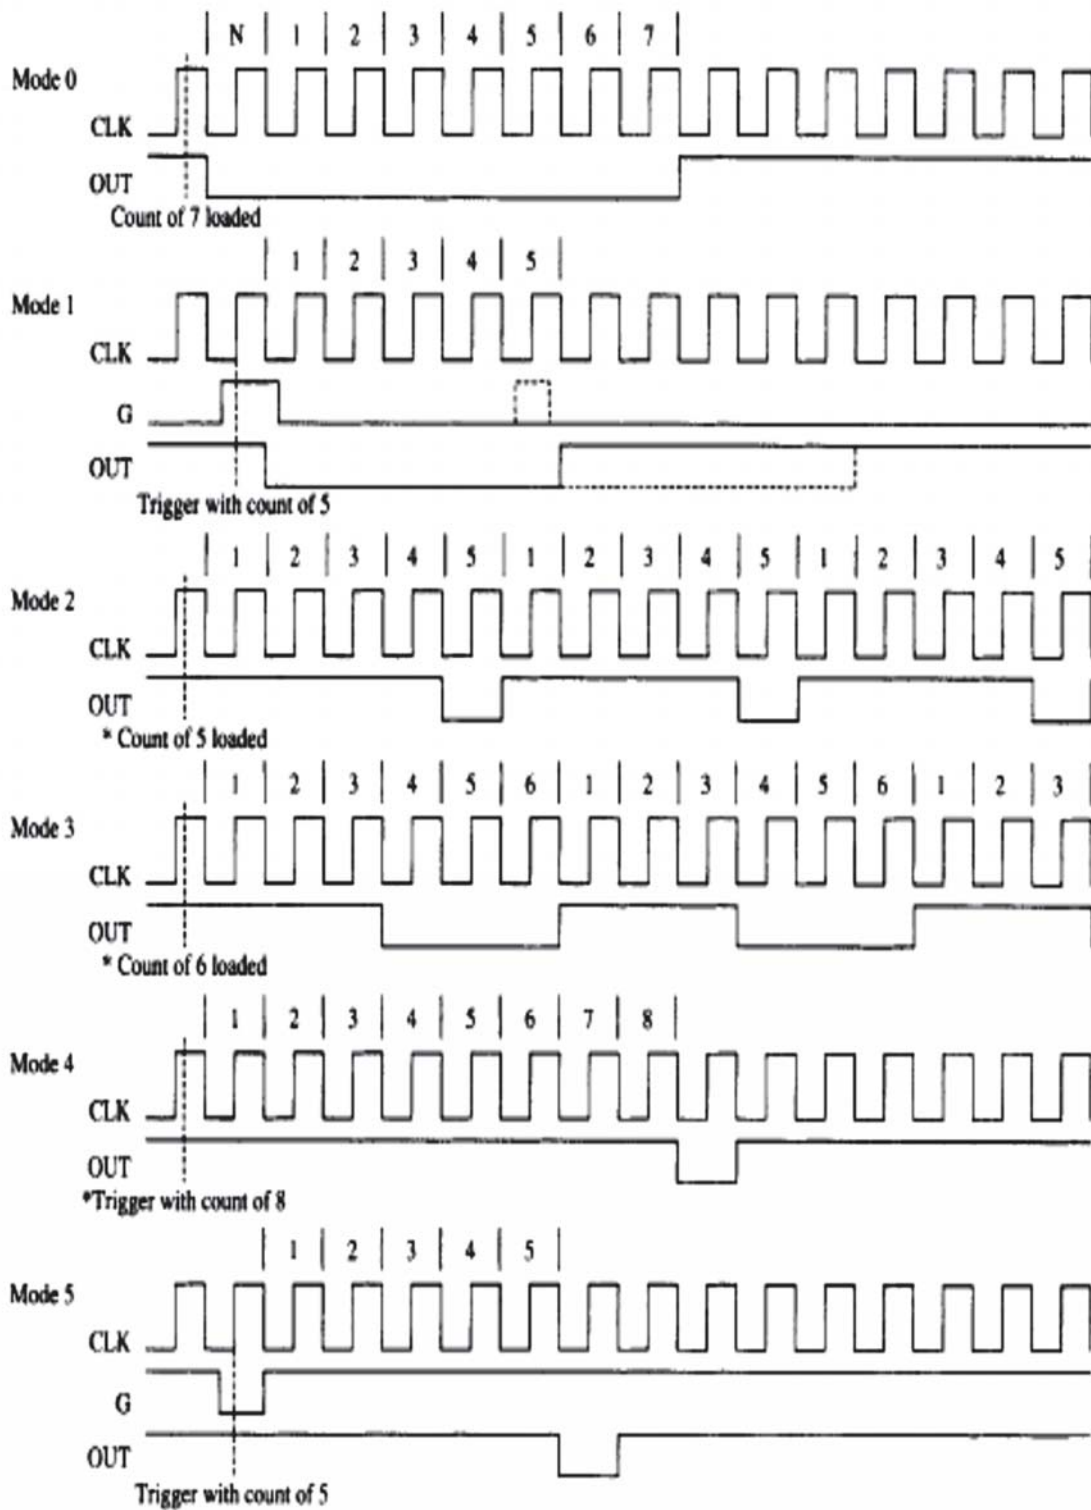 N 1 2 3 4 5 6 7
Mode 0
CLK
OUT
Count of 7 loaded
1 2 3 4 5
Mode 1
CLK
G
OUT
Trigger with count of 5
1 2 3 4 5 1 2 3 4 5 1 2 3 4 5
Mode 2
CLK
OUT
* Count of 5 loaded
1 2 3 4 5 6 1 2 3 4 5 6 1 2 3
Mode 3
CLK
OUT
* Count of 6 loaded
1 2 3 4 5 6 7 8
Mode 4
CLK
OUT
*Trigger with count of 8
1 2 3 4 5
Mode 5
CLK
G
OUT
Trigger with count of 5